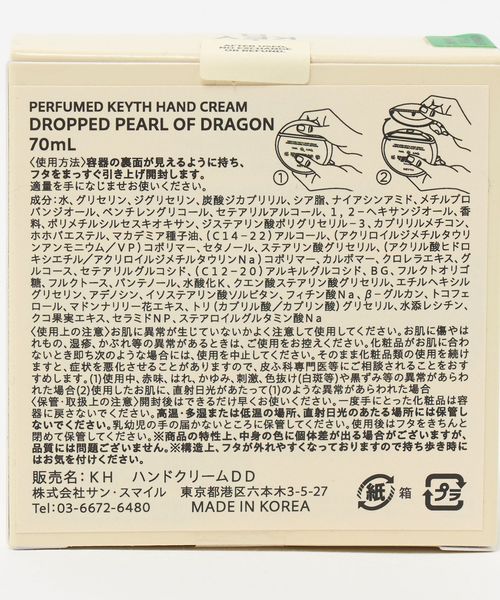 PERFUMED KEYTH HAND CREAM
DROPPED PEARL OF DRAGON
70mL
〈使用方法〉容器の裏面が見えるように持ち、
フタをまっすぐ引き上げ開封します。
適量を手になじませお使いください。
① ②
成分:水、グリセリン、ジグリセリン、炭酸ジカプリリル、シア脂、ナイアシンアミド、メチルプロ
パンジオール、ペンチレングリコール、セテアリルアルコール、1,2-ヘキサンジオール、香
料、ポリメチルシルセスキオキサン、ジステアリン酸ポリグリセリル-3、カプリリルメチコン、
ホホバエステル、マカデミア種子油、(C14-22)アルコール、(アクリロイルジメチルタウ
リンアンモニウム/VP)コポリマー、セタノール、ステアリン酸グリセリル、(アクリル酸ヒドロ
キシエチル/アクリロイルジメチルタウリンNa)コポリマー、カルボマー、クロレラエキス、グ
ルコース、セテアリルグルコシド、(C12-20)アルキルグルコシド、BG、フルクトオリゴ
糖、フルクトース、パンテノール、水酸化K、クエン酸ステアリン酸グリセリル、エチルヘキシル
グリセリン、アデノシン、イソステアリン酸ソルビタン、フィチン酸Na、β-グルカン、トコフェ
ロール、マドンナリリー花エキス、トリ(カプリル酸/カプリン酸)グリセリル、水添レシチン、
クコ果実エキス、セラミドNP、ステアロイルグルタミン酸Na
〈使用上の注意〉お肌に異常が生じていないかよく注意して使用してください。お肌に傷やは
れもの、湿疹、かぶれ等の異常があるときは、ご使用をお控えください。化粧品がお肌に合わ
ないとき即ち次のような場合には、使用を中止してください。そのまま化粧品類の使用を続け
ますと、症状を悪化させることがありますので、皮ふ科専門医等にご相談されることをおす
すめします。(1)使用中、赤味、はれ、かゆみ、刺激、色抜け(白斑等)や黒ずみ等の異常があらわ
れた場合(2)使用したお肌に、直射日光があたって(1)のような異常があらわれた場合
〈保管・取扱上の注意〉開封後はできるだけ早くお使いください。一度手にとった化粧品は容
器に戻さないでください。高温・多湿または低温の場所、直射日光のあたる場所には保管し
ないでください。乳幼児の手の届かないところに保管してください。使用後はフタをきちんと
閉めて保管してください。※商品の特性上、中身の色に個体差が出る場合がございますが、
品質には問題ございません。※構造上、フタが外れやすくなっておりますので持ち歩き時に
はお気を付けください。
販売名:KH ハンドクリームDD
株式会社サン・スマイル 東京都港区六本木3-5-27
Tel:03-6672-6480 MADE IN KOREA
紙 箱 プラ